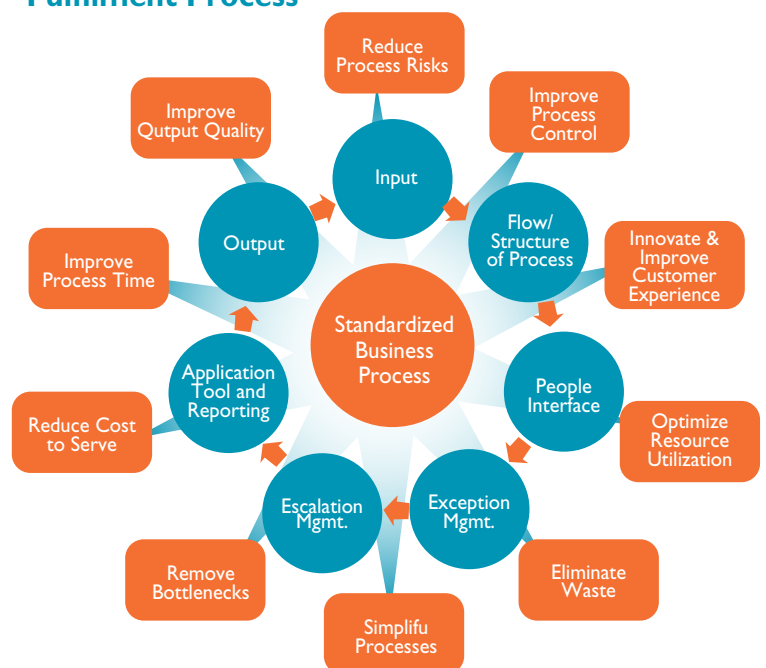 Fulfilment Process
Reduce
Process Risks
Improve
Process
Control
Improve
Qutput Quality
Input
Flow/
Structure
of Process
Output
Innovate &
Improve
Customer
Experience
Improve
Process Time
Standardized
Business
Process
Application
Tool and
Reporting
People
Interface
Reduce Cost
to Serve
Optimize
Resource
Utilization
Escalation
Mgmt.
Exception
Mgmt.
Remove
Bottlenecks
Eliminate
Waste
Simplifu
Processes